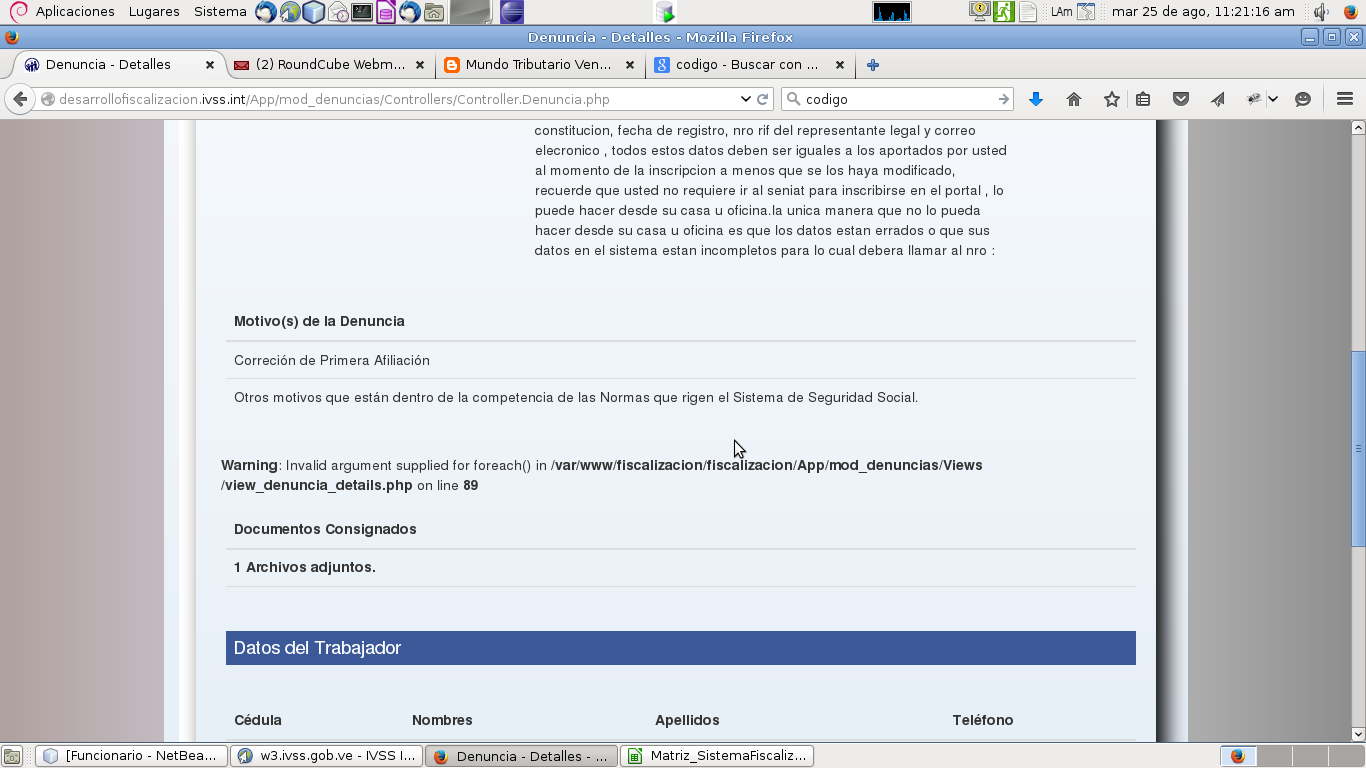 Aplicaciones Lugares Sistema LAm mar 25 de ago, 11:21:16 am
Denuncia - Detalles - Mozilla Firefox
Denuncia - Detalles (2) RoundCube Webm... Mundo Tributario Ven... codigo - Buscar con ...
desarrollofiscalizacion.ivss.int/App/mod_denuncias/Controllers/Controller.Denuncia.php codigo
constitucion, fecha de registro, nro rif del representante legal y correo
elecronico , todos estos datos deben ser iguales a los aportados por usted
al momento de la inscripcion a menos que se los haya modificado,
recuerde que usted no requiere ir al seniat para inscribirse en el portal , lo
puede hacer desde su casa u oficina.la unica manera que no lo pueda
hacer desde su casa u oficina es que los datos estan errados o que sus
datos en el sistema estan incompletos para lo cual debera llamar al nro :
Motivo(s) de la Denuncia
Correción de Primera Afiliación
Otros motivos que están dentro de la competencia de las Normas que rigen el Sistema de Seguridad Social.
Warning: Invalid argument supplied for foreach() in /var/www/fiscalizacion/fiscalizacion/App/mod_denuncias/Views
/view_denuncia_details.php on line 89
Documentos Consignados
1 Archivos adjuntos.
Datos del Trabajador
Cédula Nombres Apellidos Teléfono
[Funcionario - NetBea... w3.ivss.gob.ve - IVSS I... Denuncia - Detalles - ... Matriz_SistemaFiscaliz...